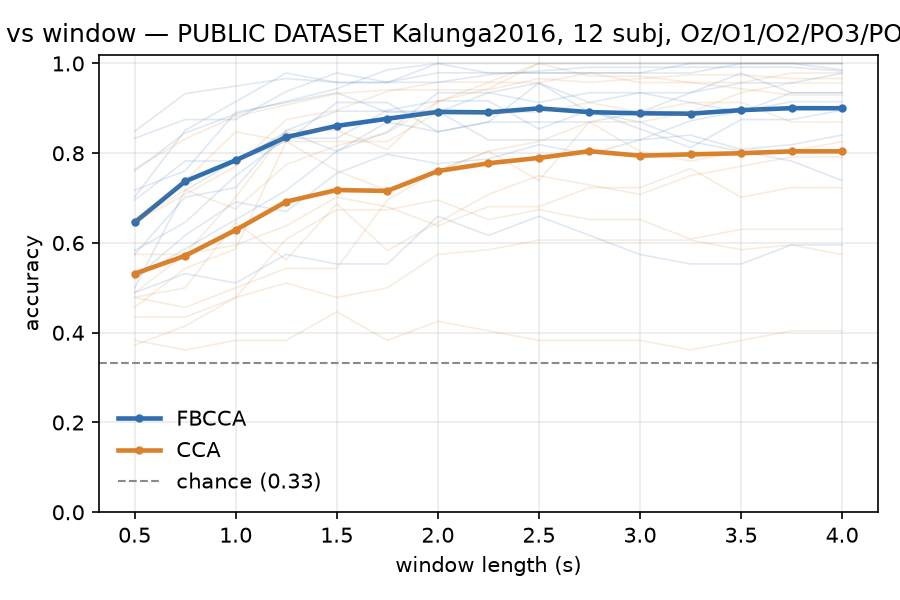 vs window — PUBLIC DATASET Kalunga2016, 12 subj, Oz/O1/O2/PO3/PO
1.0
0.8
0.6
0.4
0.2
0.0
accuracy
FBCCA
CCA
chance (0.33)
0.5 1.0 1.5 2.0 2.5 3.0 3.5 4.0
window length (s)